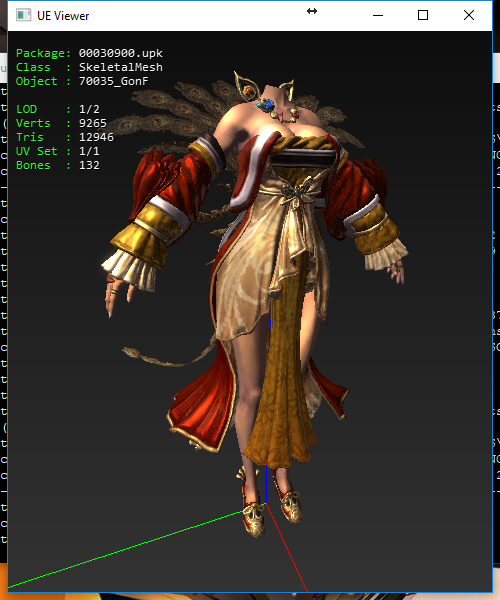 UE Viewer
Package: 00030900.upk
Class : SkeletalMesh
Object : 70035_GonF
LOD : 1/2
Verts : 9265
Tris : 12946
UV Set : 1/1
Bones : 132